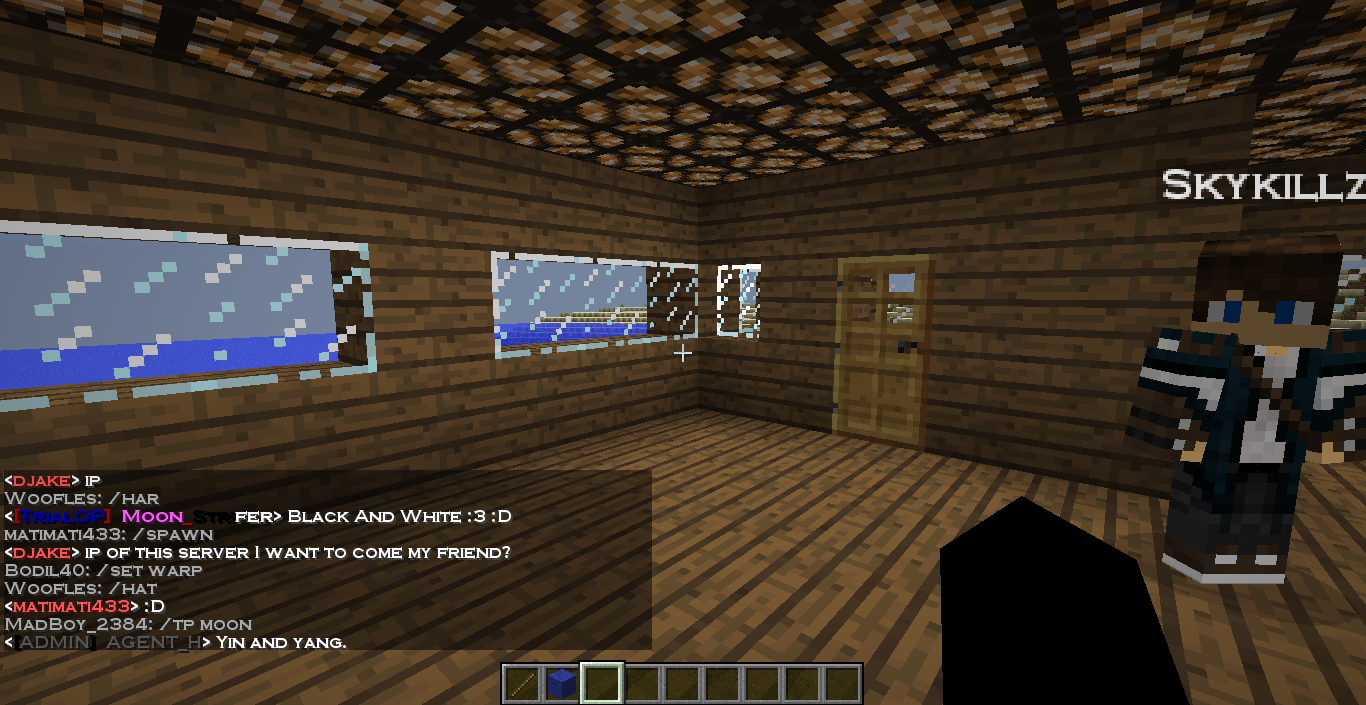 SKYKILLZ
<DJAKE> IP
WOOFLES: /HAR
<[TRIALOP] MOON_STRIFER> BLACK AND WHITE :3 :D
MATIMATI433: /SPAWN
<DJAKE> IP OF THIS SERVER I WANT TO COME MY FRIEND?
BODIL40: /SET WARP
WOOFLES: /HAT
<MATIMATI433> :D
MADBOY_2384: /TP MOON
<[ADMIN] AGENT_H> YIN AND YANG.